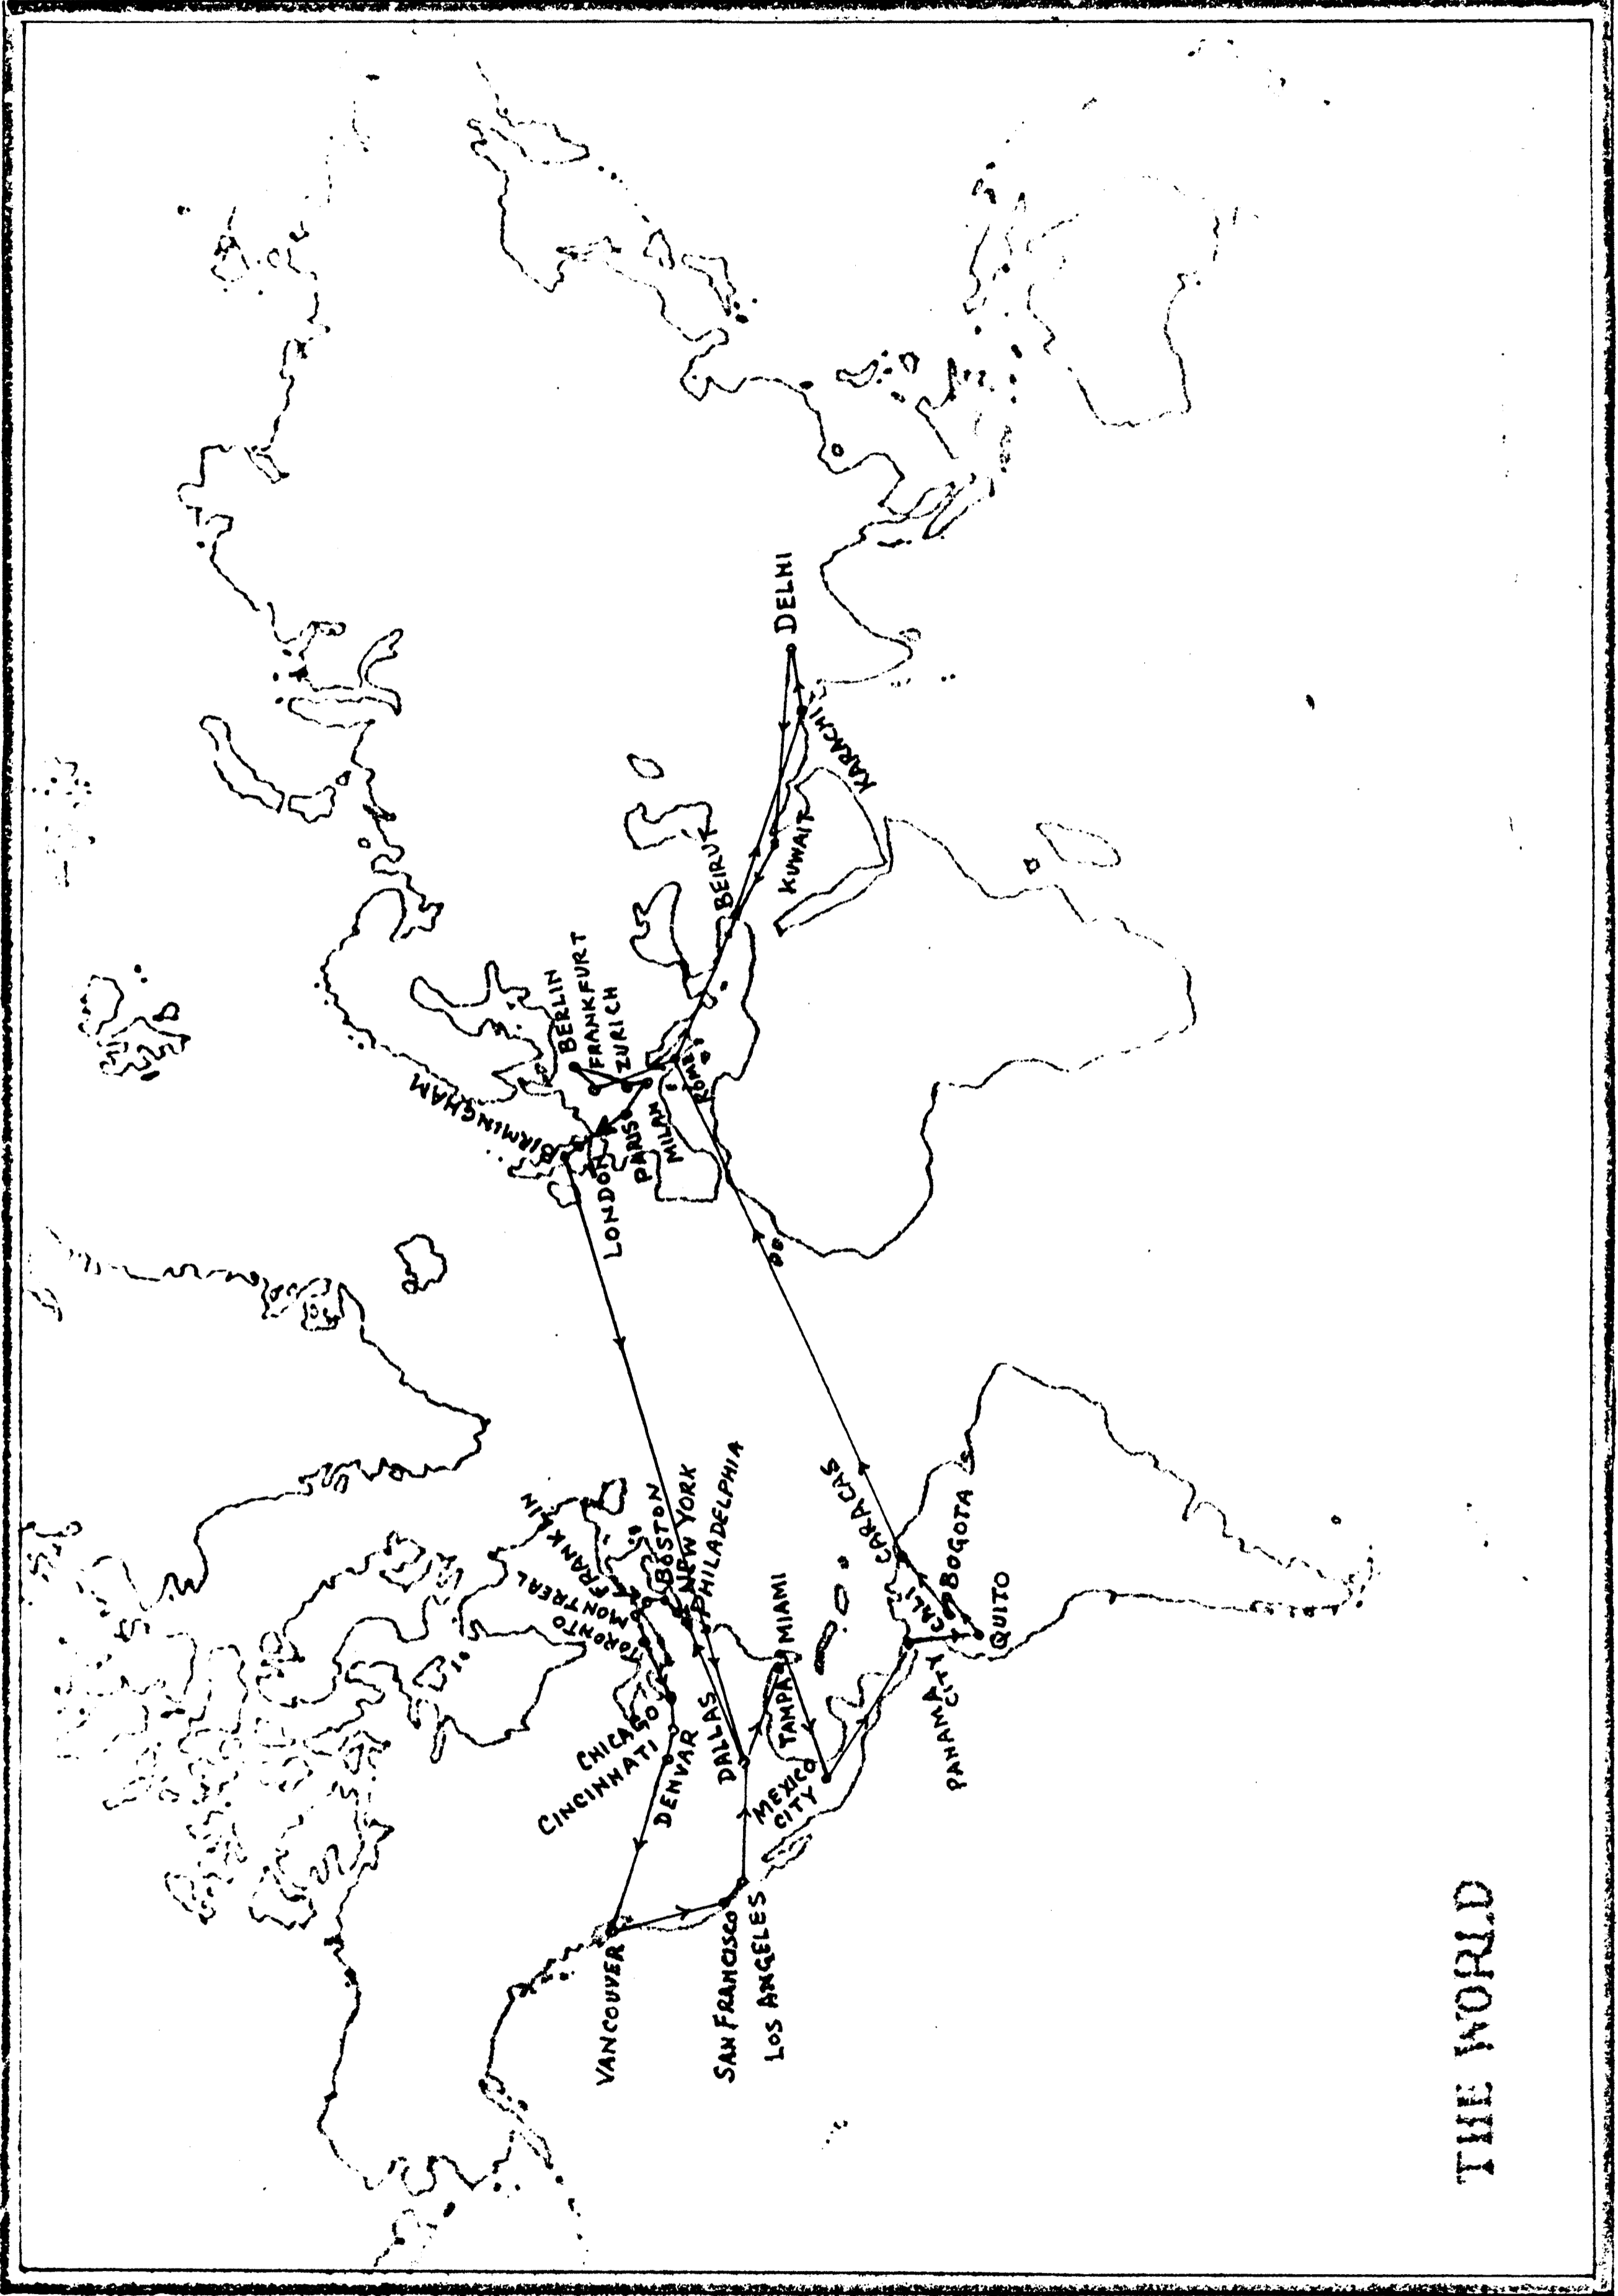 BIRMINGHAM
LONDON
PARIS
MILAN
ROME
BERLIN
FRANKFURT
ZURICH
BEIRUT
KUWAIT
KARACHI
DELHI
VANCOUVER
SAN FRANCISCO
LOS ANGELES
DENVAR
CINCINNATI
CHICAGO
TORONTO
MONTREAL
FRANKLIN
BOSTON
NEW YORK
PHILADELPHIA
DALLAS
TAMPA
MIAMI
MEXICO
CITY
PANAMA
CITY
CALI
BOGOTA
QUITO
CARACAS
THE WORLD